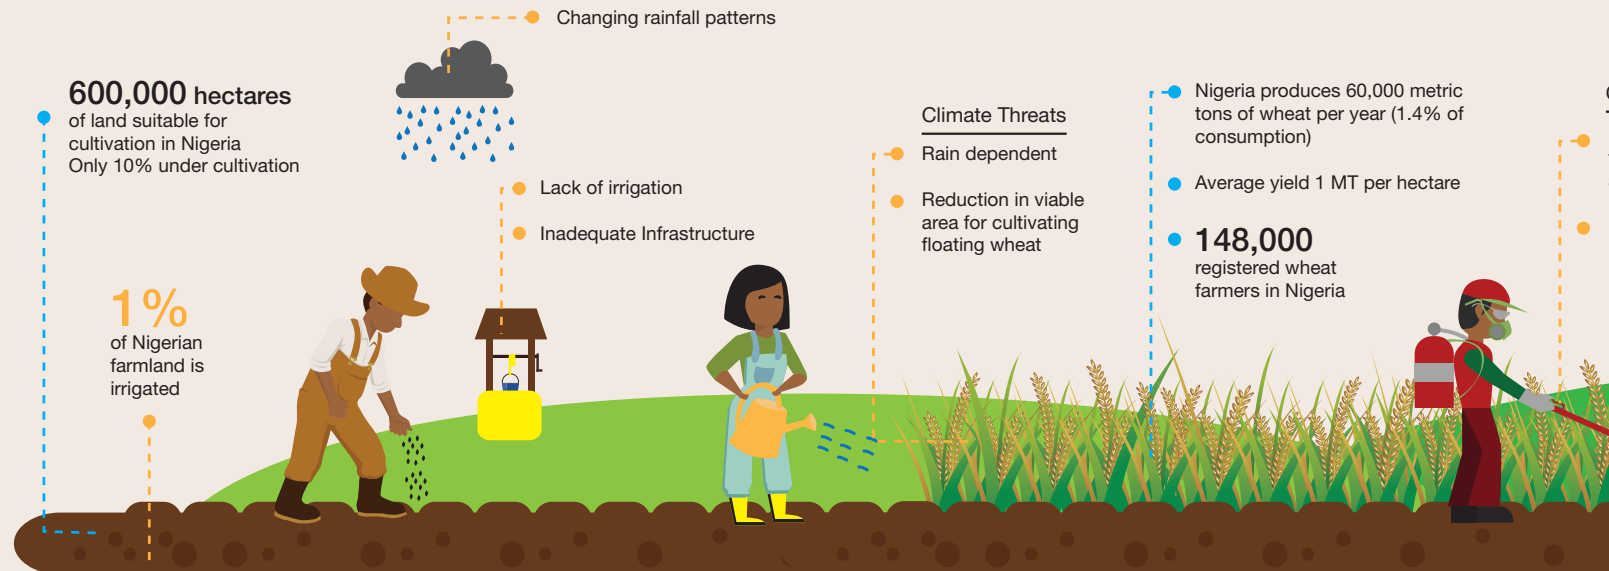 Changing rainfall patterns
600,000 hectares
of land suitable for
cultivation in Nigeria
Only 10% under cultivation
1%
of Nigerian
farmland is
irrigated
Lack of irrigation
Inadequate Infrastructure
Climate Threats
Rain dependent
Reduction in viable
area for cultivating
floating wheat
Nigeria produces 60,000 metric
tons of wheat per year (1.4% of
consumption)
Average yield 1 MT per hectare
148,000
registered wheat
farmers in Nigeria